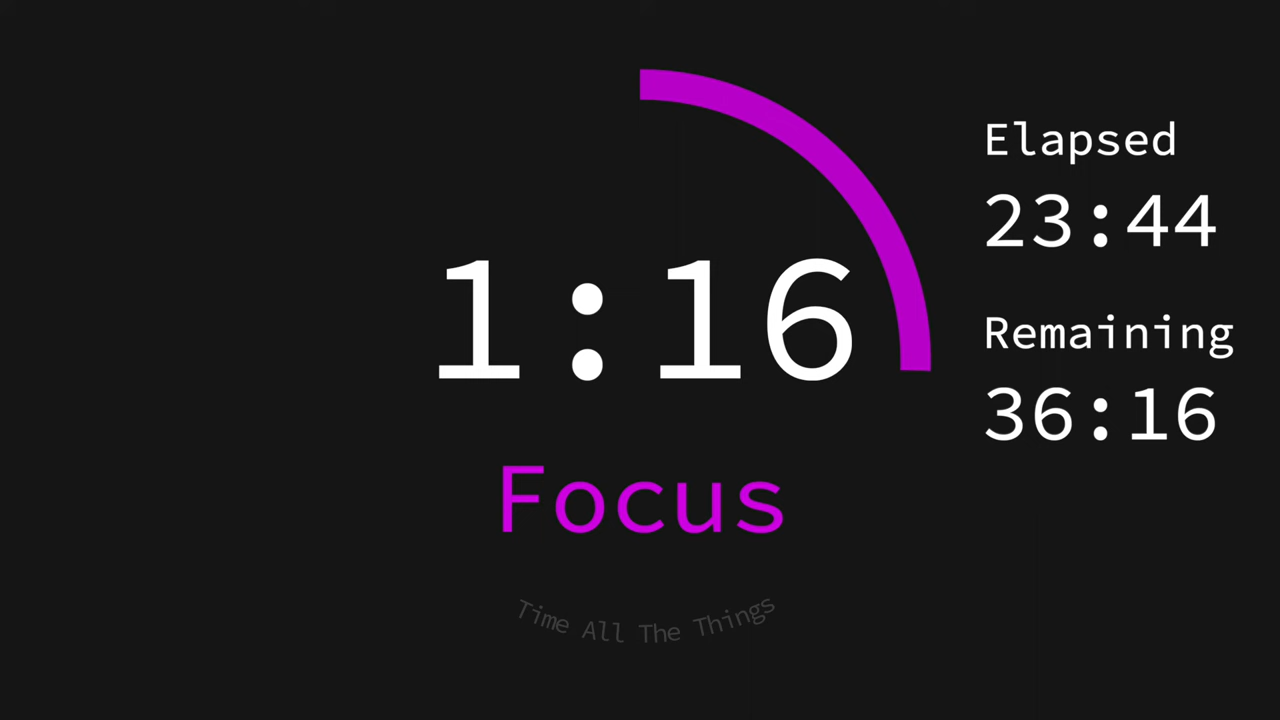 1:16
Focus
Time All The Things
Elapsed
23:44
Remaining
36:16